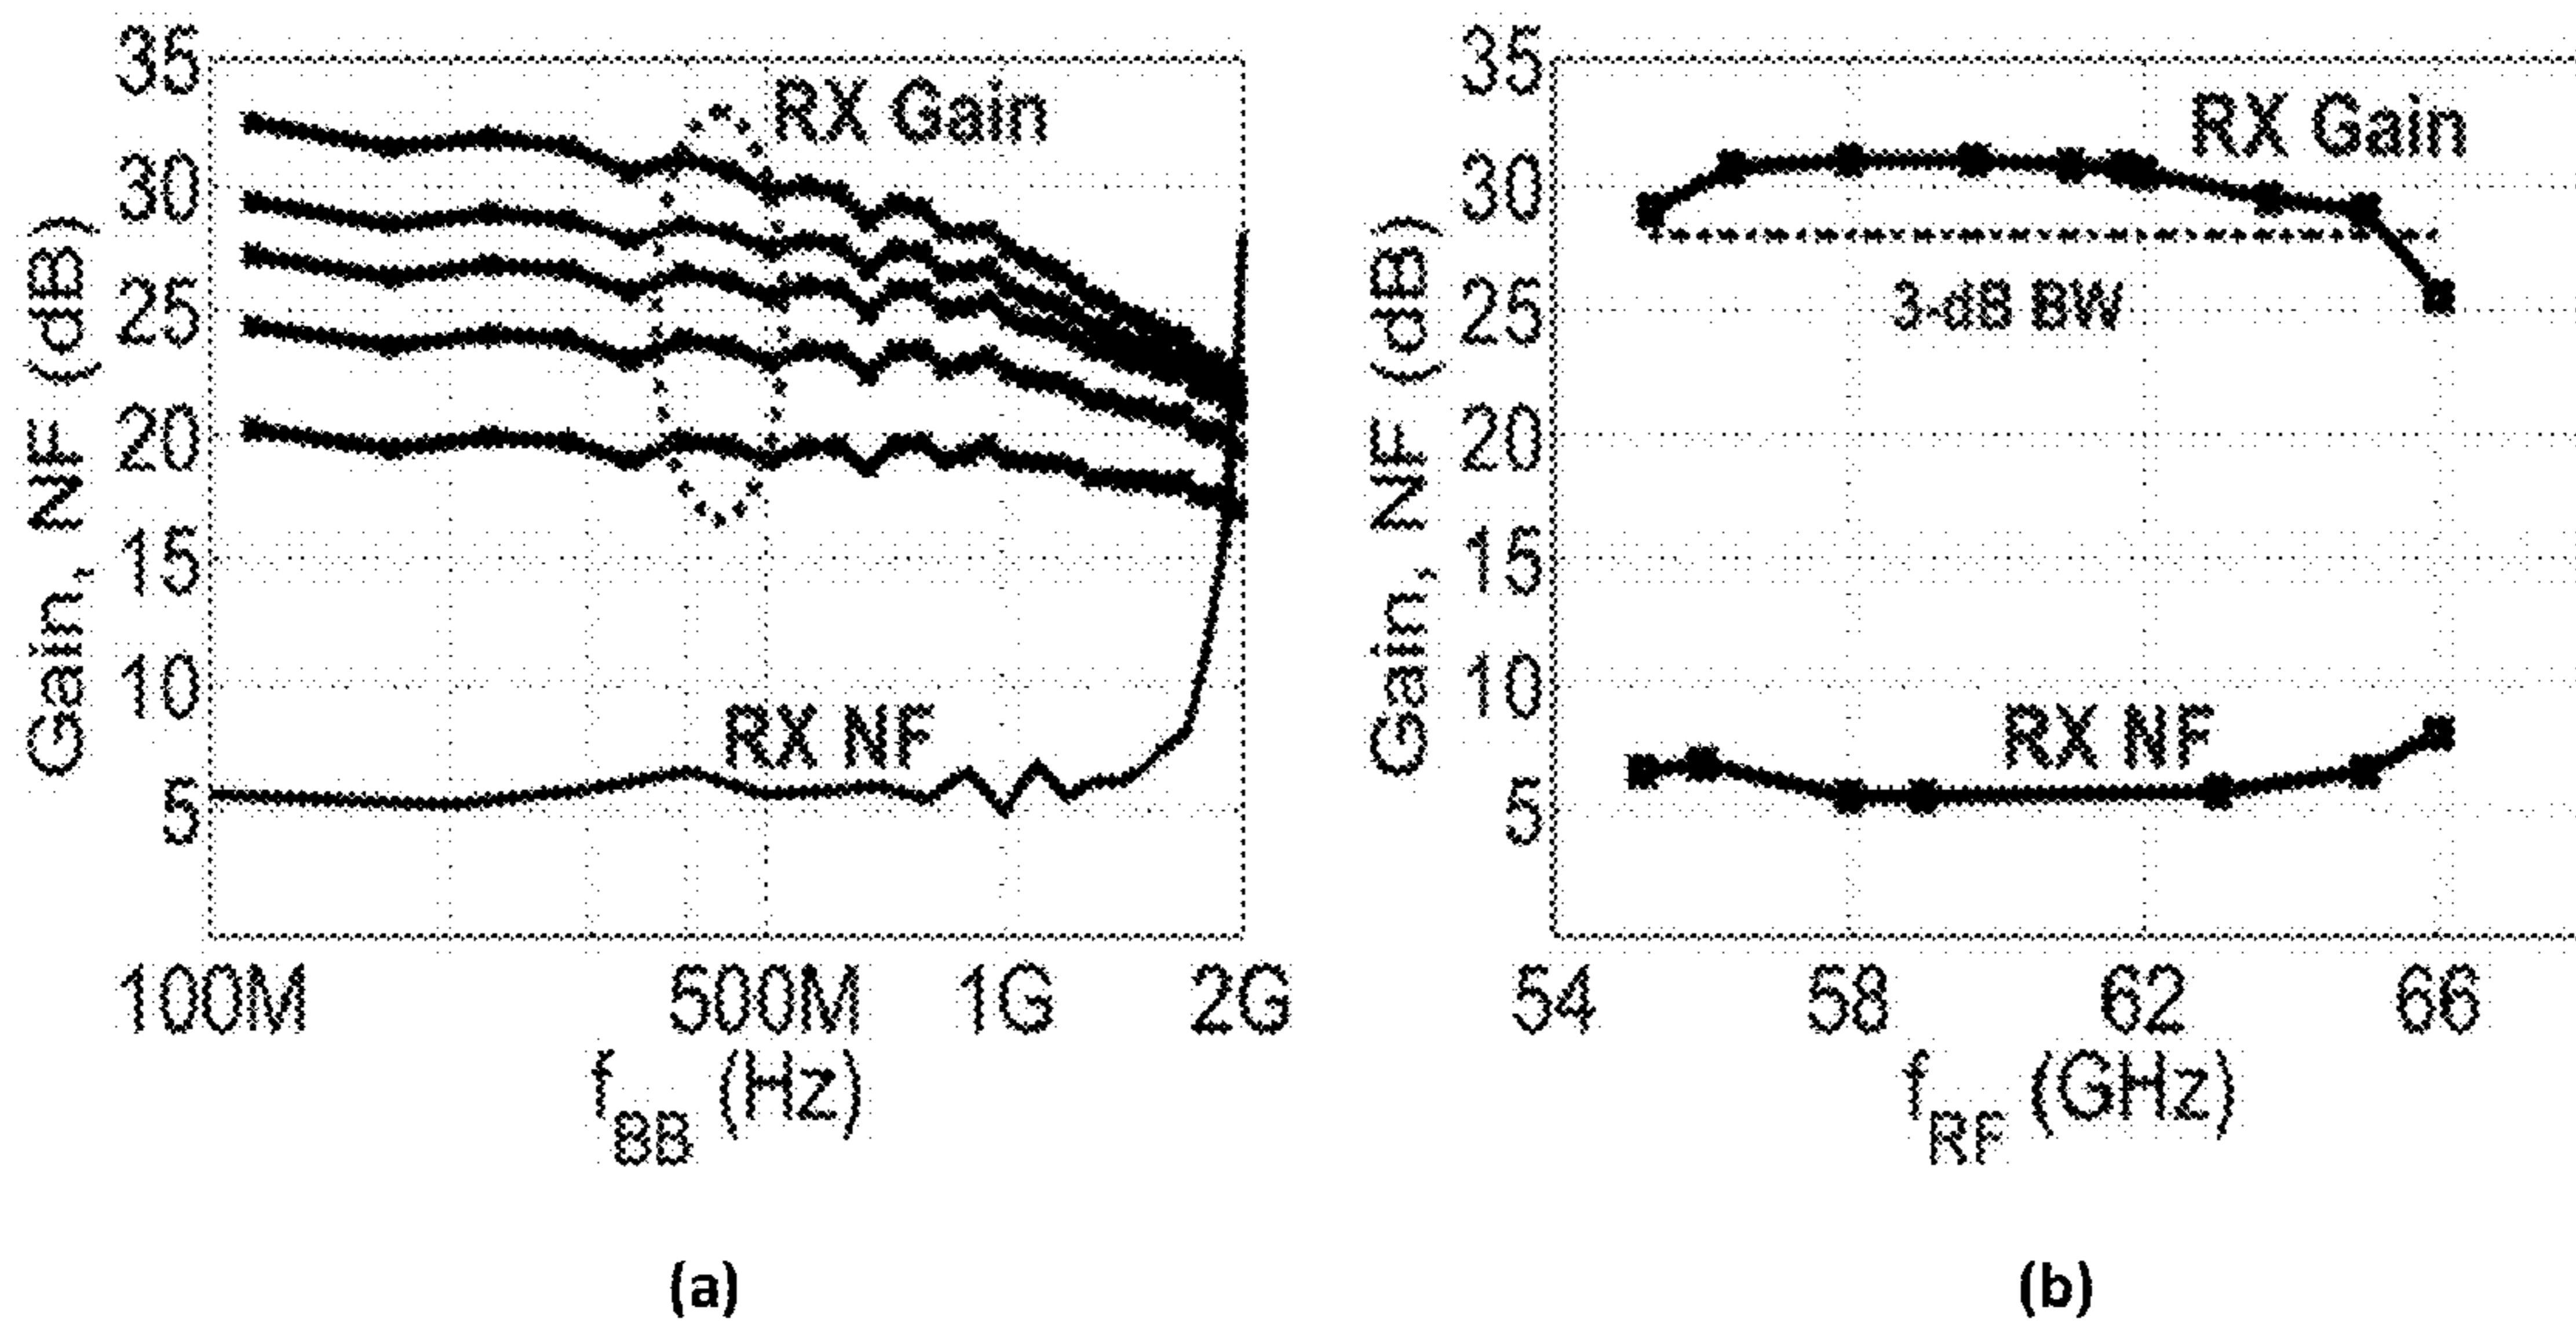 Gain, NF (dB)
35
30
25
20
15
10
5
RX Gain
RX NF
100M 500M 1G 2G
f_BB (Hz)
(a)
Gain, NF (dB)
35
30
25
20
15
10
5
RX Gain
3-dB BW
RX NF
54 58 62 66
f_RF (GHz)
(b)